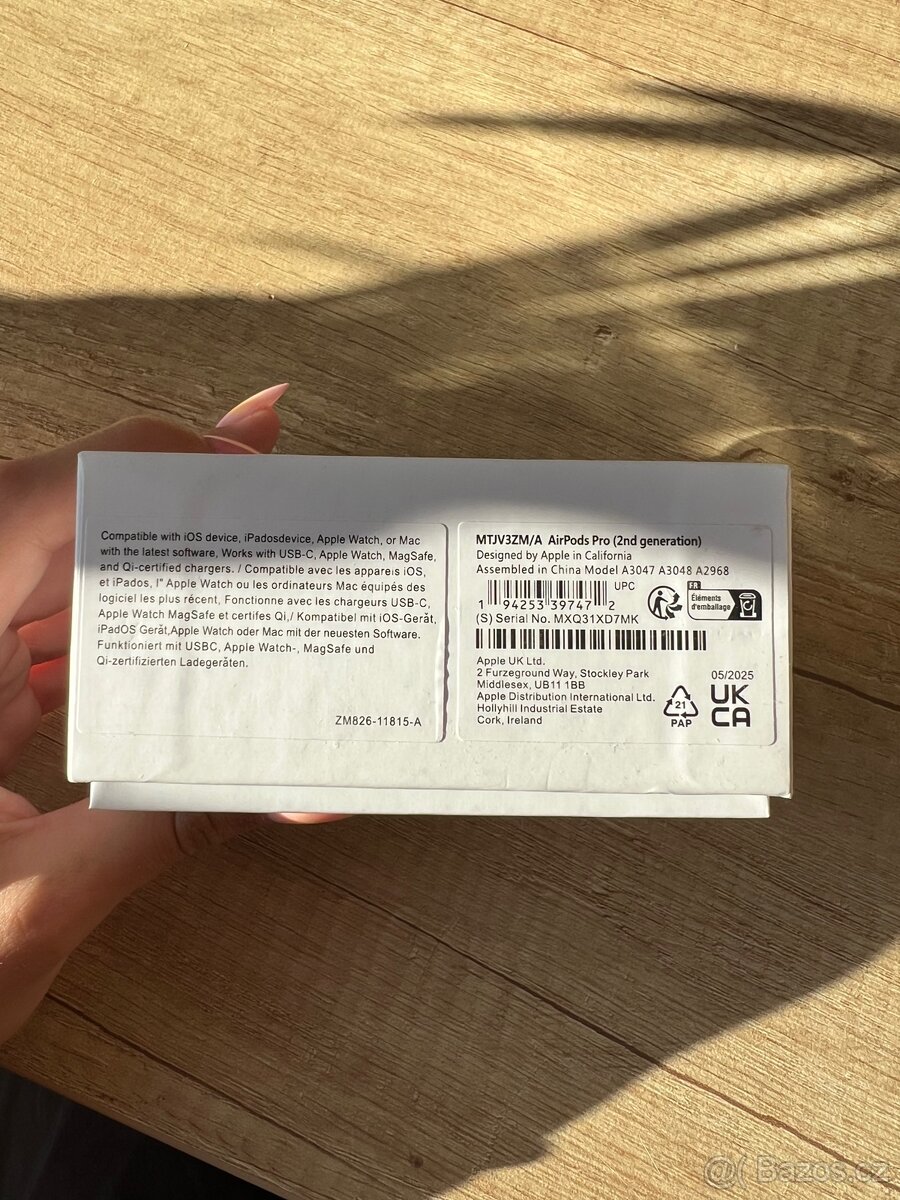 Compatible with iOS device, iPadosdevice, Apple Watch, or Mac
with the latest software, Works with USB-C, Apple Watch, MagSafe,
and Qi-certified chargers. / Compatible avec les appareis iOS,
et iPados, l" Apple Watch ou les ordinateurs Mac équipés des
logiciel les plus récent, Fonctionne avec les chargeurs USB-C,
Apple Watch MagSafe et certifes Qi,/ Kompatibel mit iOS-Gerät,
iPadOS Gerät,Apple Watch oder Mac mit der neuesten Software.
Funktioniert mit USBC, Apple Watch-, MagSafe und
Qi-zertifizierten Ladegeräten.
ZM826-11815-A
MTJV3ZM/A AirPods Pro (2nd generation)
Designed by Apple in California
Assembled in China Model A3047 A3048 A2968
UPC
1 94253 39747 2
(S) Serial No. MXQ31XD7MK
FR
Éléments
d'emballage
Apple UK Ltd.
2 Furzeground Way, Stockley Park
Middlesex, UB11 1BB
Apple Distribution International Ltd.
Hollyhill Industrial Estate
Cork, Ireland
21
PAP
05/2025
UK
CA
@( Bazos.cz